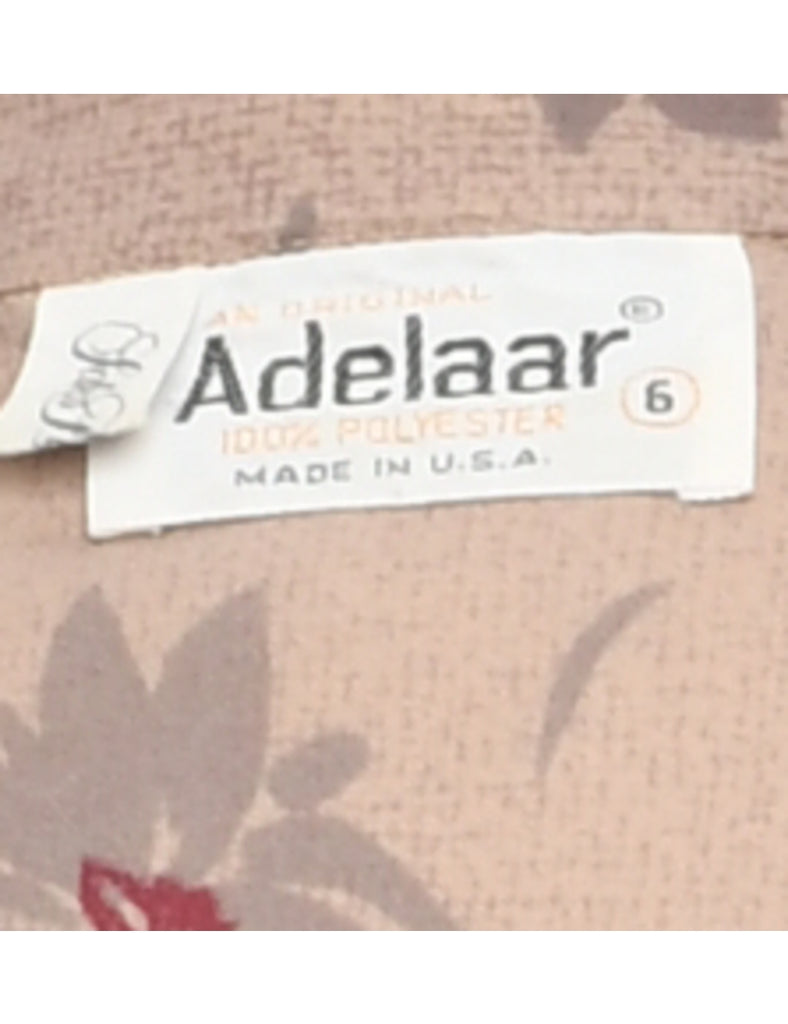 AN ORIGINAL
Adelaar®
6
100% POLYESTER
MADE IN U.S.A.